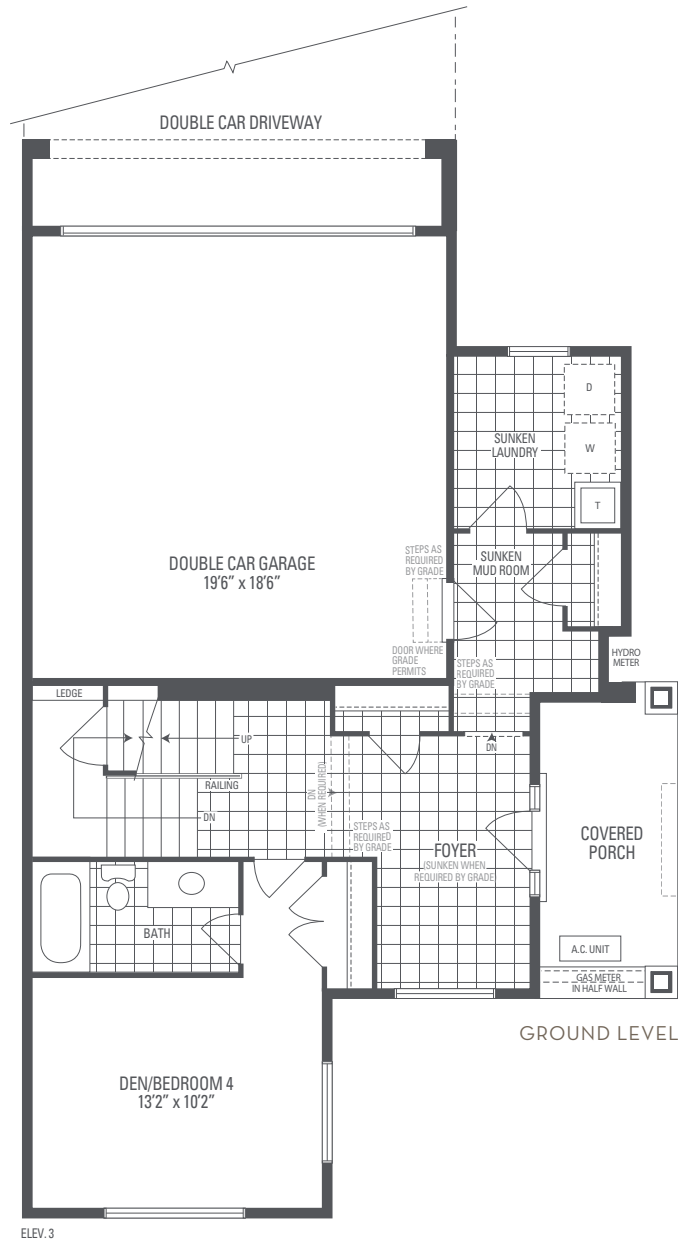 DOUBLE CAR DRIVEWAY
D
SUNKEN
LAUNDRY
W
T
STEPS AS
REQUIRED
BY GRADE
SUNKEN
MUD ROOM
DOUBLE CAR GARAGE
19'6" x 18'6"
DOOR WHERE
GRADE
PERMITS
STEPS AS
REQUIRED
BY GRADE
HYDRO
METER
LEDGE
UP
DN
RAILING
DN
(WHEN REQUIRED)
DN
STEPS AS
REQUIRED
BY GRADE
FOYER
(SUNKEN WHEN
REQUIRED BY GRADE)
COVERED
PORCH
BATH
A.C. UNIT
GAS METER
IN HALF WALL
GROUND LEVEL
DEN/BEDROOM 4
13'2" x 10'2"
ELEV. 3